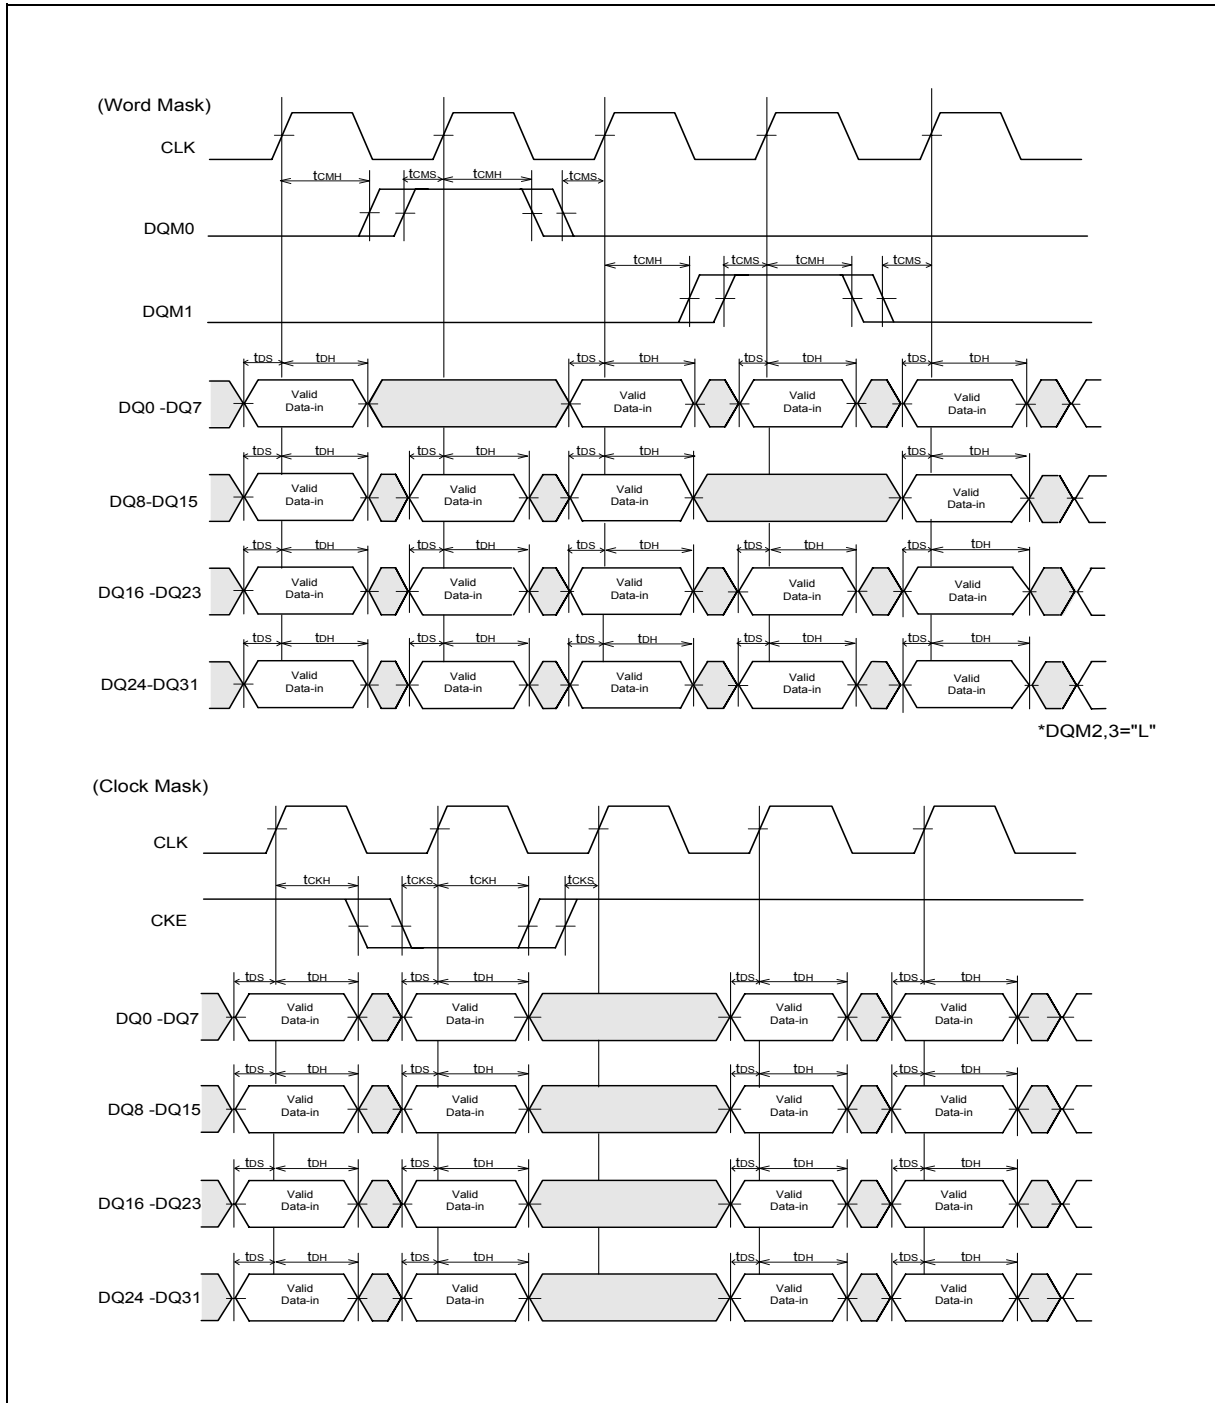 (Word Mask)
CLK
tCMH tCMS tCMH tCMS
DQM0
tCMH tCMS tCMH tCMS
DQM1
tDS tDH tDS tDH tDS tDH tDS tDH
Valid Data-in Valid Data-in Valid Data-in Valid Data-in
DQ0 -DQ7
tDS tDH tDS tDH tDS tDH tDS tDH
Valid Data-in Valid Data-in Valid Data-in Valid Data-in
DQ8-DQ15
tDS tDH tDS tDH tDS tDH tDS tDH tDS tDH
Valid Data-in Valid Data-in Valid Data-in Valid Data-in Valid Data-in
DQ16 -DQ23
tDS tDH tDS tDH tDS tDH tDS tDH tDS tDH
Valid Data-in Valid Data-in Valid Data-in Valid Data-in Valid Data-in
DQ24-DQ31
*DQM2,3="L"
(Clock Mask)
CLK
tCKH tCKS tCKH tCKS
CKE
tDS tDH tDS tDH tDS tDH tDS tDH
Valid Data-in Valid Data-in Valid Data-in Valid Data-in
DQ0 -DQ7
tDS tDH tDS tDH tDS tDH tDS tDH
Valid Data-in Valid Data-in Valid Data-in Valid Data-in
DQ8 -DQ15
tDS tDH tDS tDH tDS tDH tDS tDH
Valid Data-in Valid Data-in Valid Data-in Valid Data-in
DQ16 -DQ23
tDS tDH tDS tDH tDS tDH tDS tDH
Valid Data-in Valid Data-in Valid Data-in Valid Data-in
DQ24 -DQ31